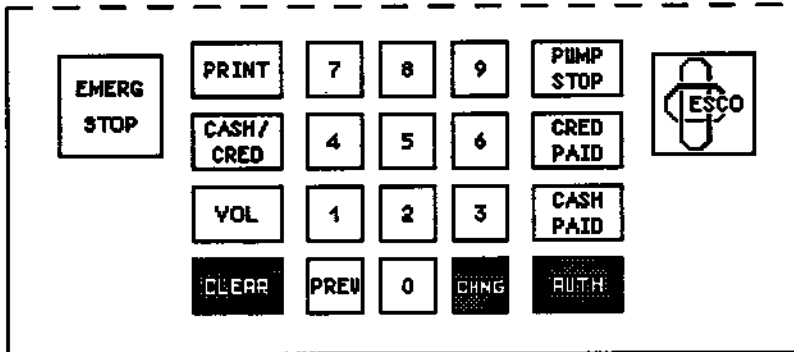 EMERG
STOP
PRINT 7 8 9 PUMP
STOP
ESCO
CASH/
CRED 4 5 6 CRED
PAID
VOL 1 2 3 CASH
PAID
CLEAR PREV 0 CHNG AUTH